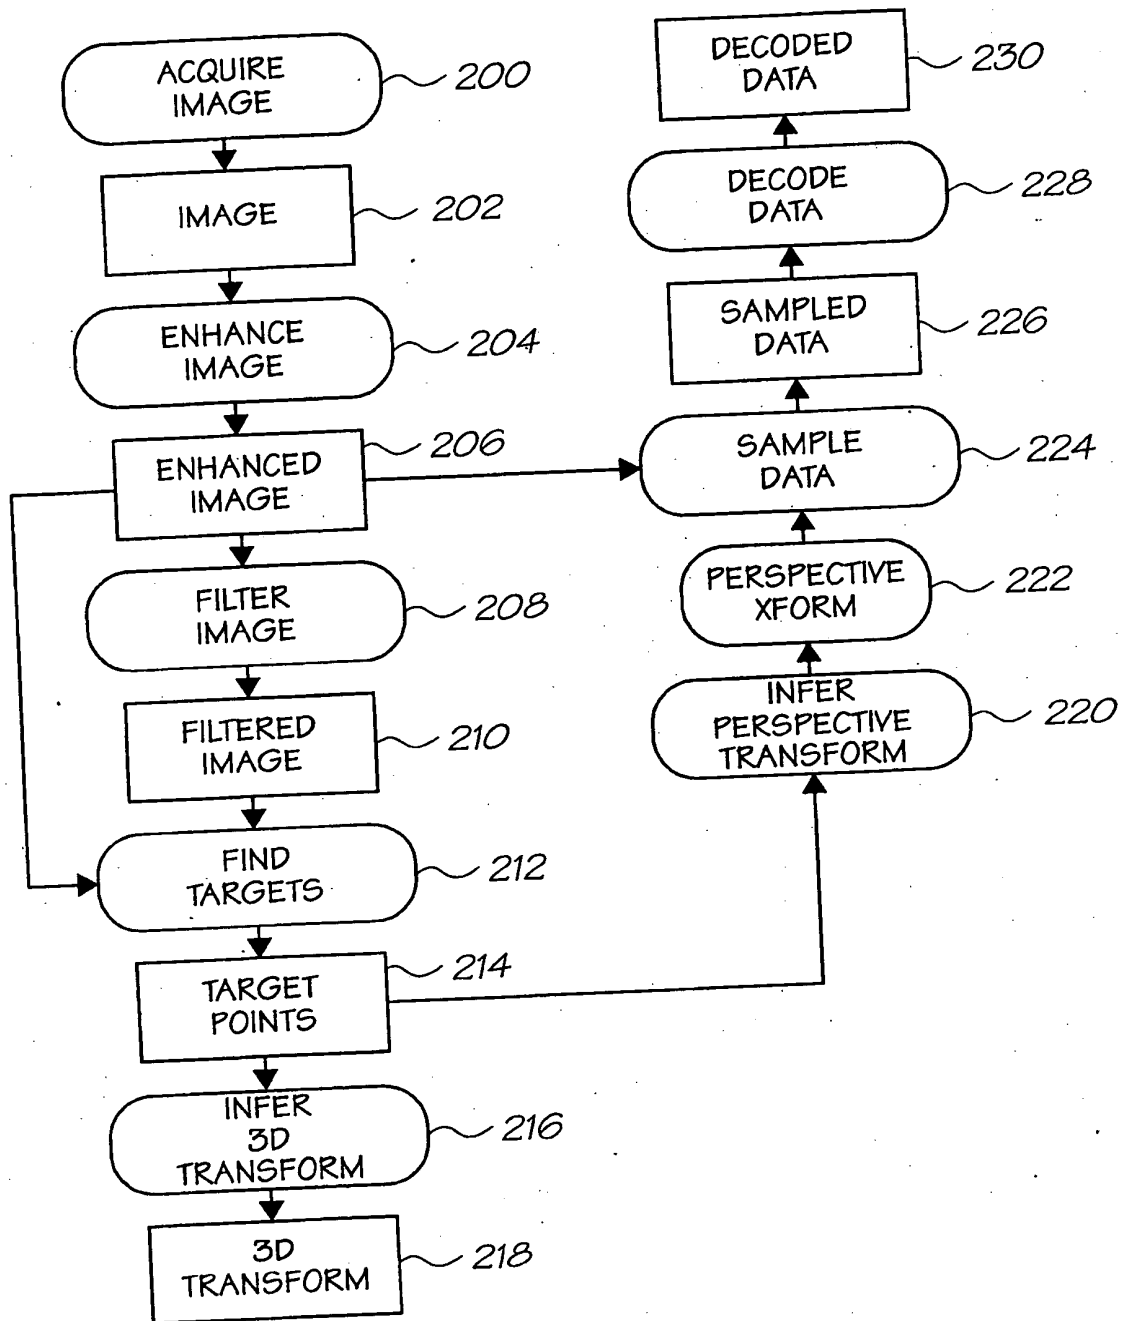 ACQUIRE
IMAGE
200
IMAGE
202
ENHANCE
IMAGE
204
ENHANCED
IMAGE
206
FILTER
IMAGE
208
FILTERED
IMAGE
210
FIND
TARGETS
212
TARGET
POINTS
214
INFER
3D
TRANSFORM
216
3D
TRANSFORM
218
DECODED
DATA
230
DECODE
DATA
228
SAMPLED
DATA
226
SAMPLE
DATA
224
PERSPECTIVE
XFORM
222
INFER
PERSPECTIVE
TRANSFORM
220